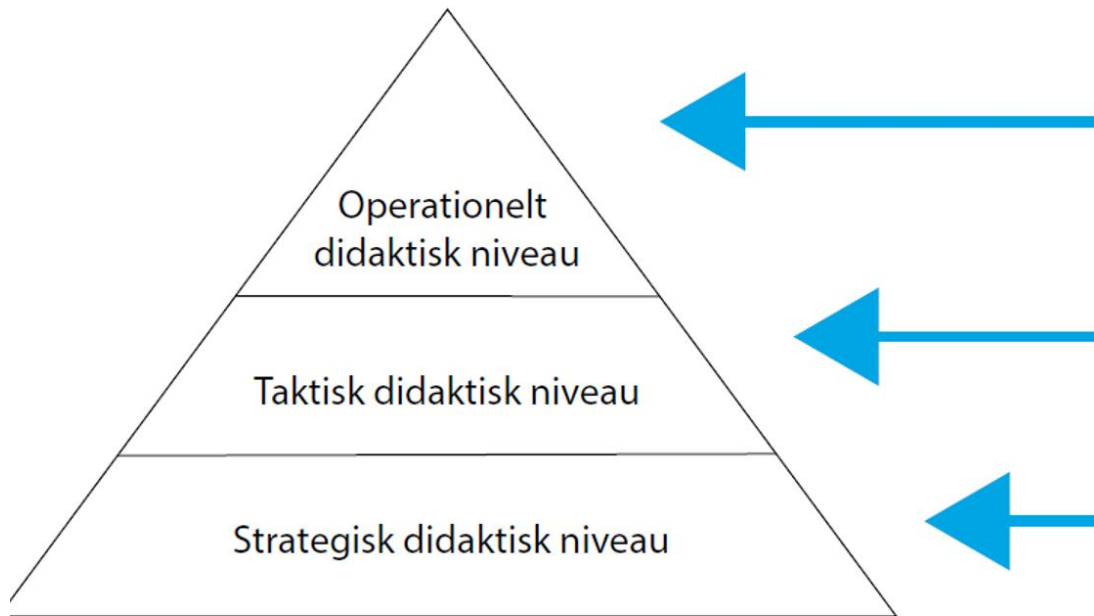 Operationelt
didaktisk niveau
Taktisk didaktisk niveau
Strategisk didaktisk niveau